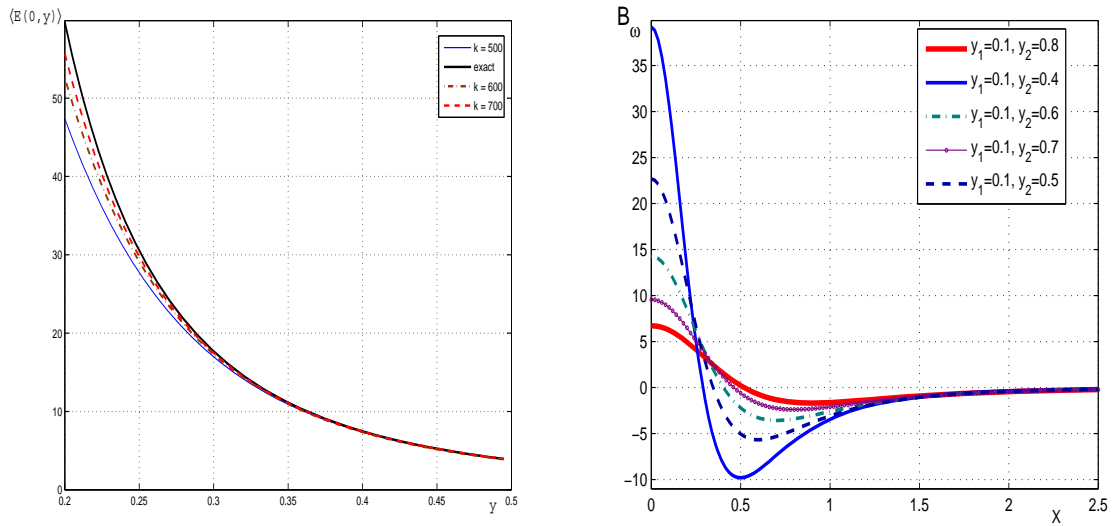 ⟨E(0,y)⟩
k = 500
exact
k = 600
k = 700
60
50
40
30
20
10
0
0.2 0.25 0.3 0.35 0.4 0.45 0.5
y
B
ω
y1=0.1, y2=0.8
y1=0.1, y2=0.4
y1=0.1, y2=0.6
y1=0.1, y2=0.7
y1=0.1, y2=0.5
35
30
25
20
15
10
5
0
−5
−10
0 0.5 1 1.5 2 2.5
X